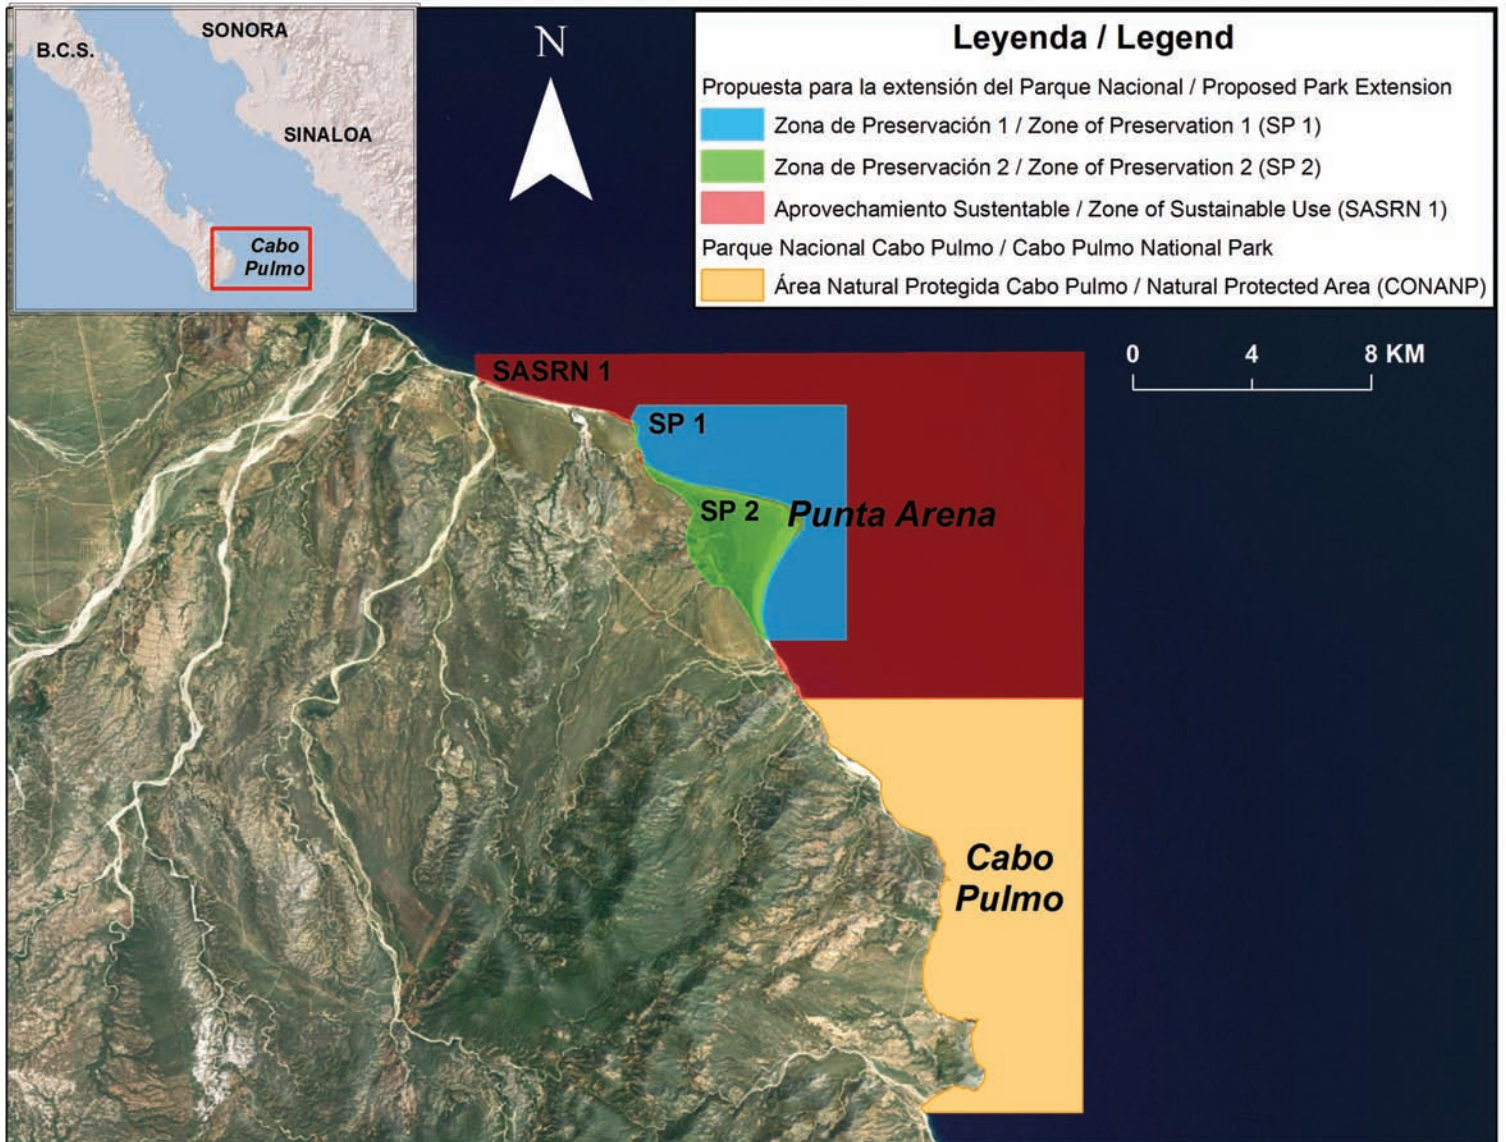 SONORA
B.C.S.
SINALOA
Cabo
Pulmo
N
Leyenda / Legend
Propuesta para la extensión del Parque Nacional / Proposed Park Extension
Zona de Preservación 1 / Zone of Preservation 1 (SP 1)
Zona de Preservación 2 / Zone of Preservation 2 (SP 2)
Aprovechamiento Sustentable / Zone of Sustainable Use (SASRN 1)
Parque Nacional Cabo Pulmo / Cabo Pulmo National Park
Área Natural Protegida Cabo Pulmo / Natural Protected Area (CONANP)
0 4 8 KM
SASRN 1
SP 1
SP 2
Punta Arena
Cabo
Pulmo